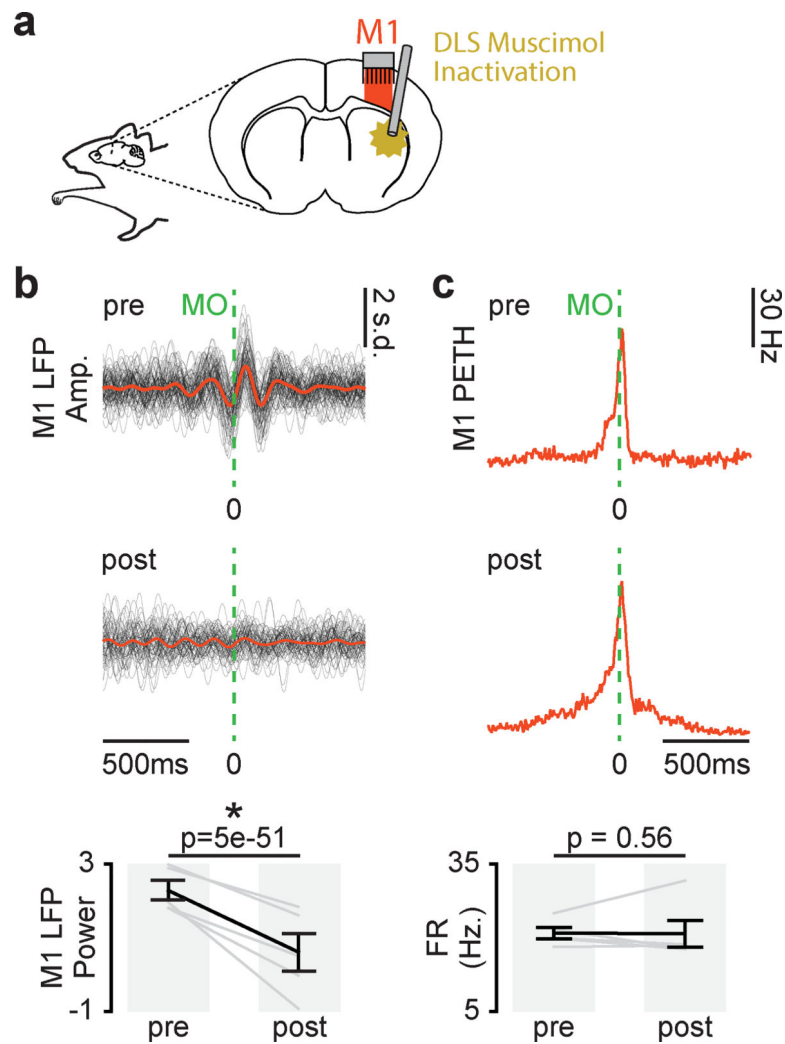 a
M1
DLS Muscimol
Inactivation
b
pre
MO
2 s.d.
M1 LFP
Amp.
0
post
500ms
0
*
p=5e-51
3
M1 LFP
Power
-1
pre
post
c
pre
MO
30 Hz
M1 PETH
0
post
0
500ms
p = 0.56
35
FR
(Hz.)
5
pre
post